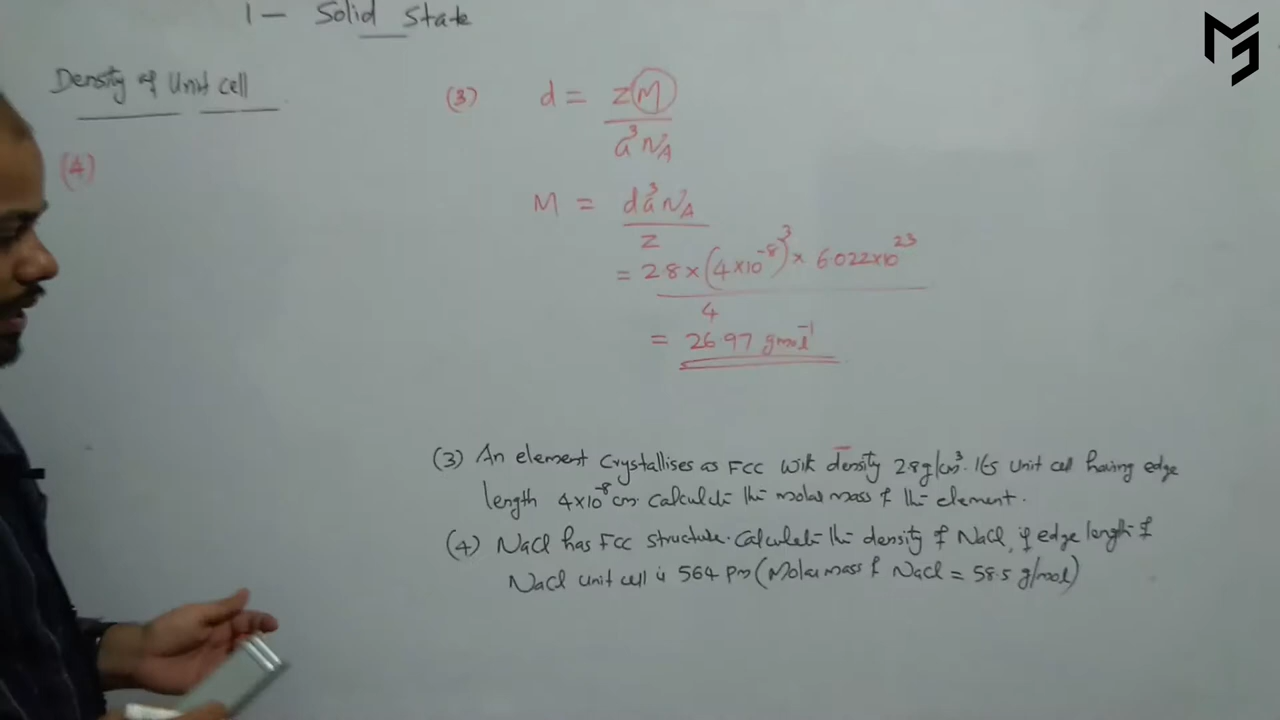 1 - Solid State
Density of Unit cell
(4)
(3) d = zM
a³NA
M = da³NA
z
= 2.8 × (4×10⁻⁸)³ × 6.022×10²³
4
= 26.97 gmol⁻¹
(3) An element Crystallises as FCC with density 2.8g/cm³. Its unit cell having edge
length 4×10⁻⁸ cm. calculate the molar mass of the element.
(4) NaCl has FCC structure. Calculate the density of NaCl, if edge length of
NaCl unit cell is 564 pm (Molar mass of NaCl = 58.5 g/mol)